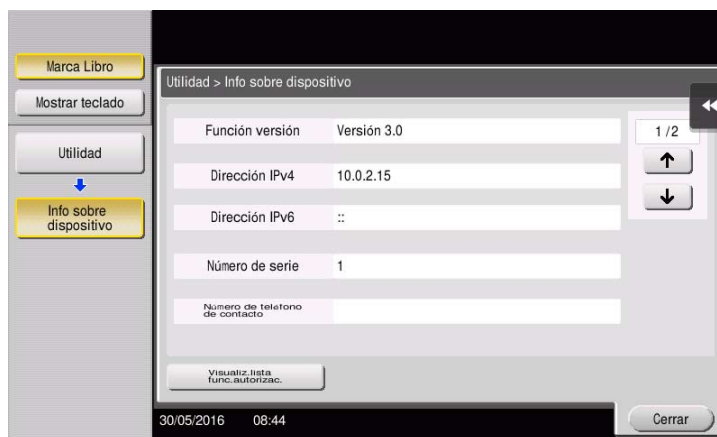 Marca Libro
Mostrar teclado
Utilidad
Info sobre
dispositivo
Utilidad > Info sobre dispositivo
Función versión Versión 3.0
Dirección IPv4 10.0.2.15
Dirección IPv6 ::
Número de serie 1
Número de teléfono
de contacto
1 /2
Visualiz.lista
func.autorizac.
30/05/2016 08:44
Cerrar